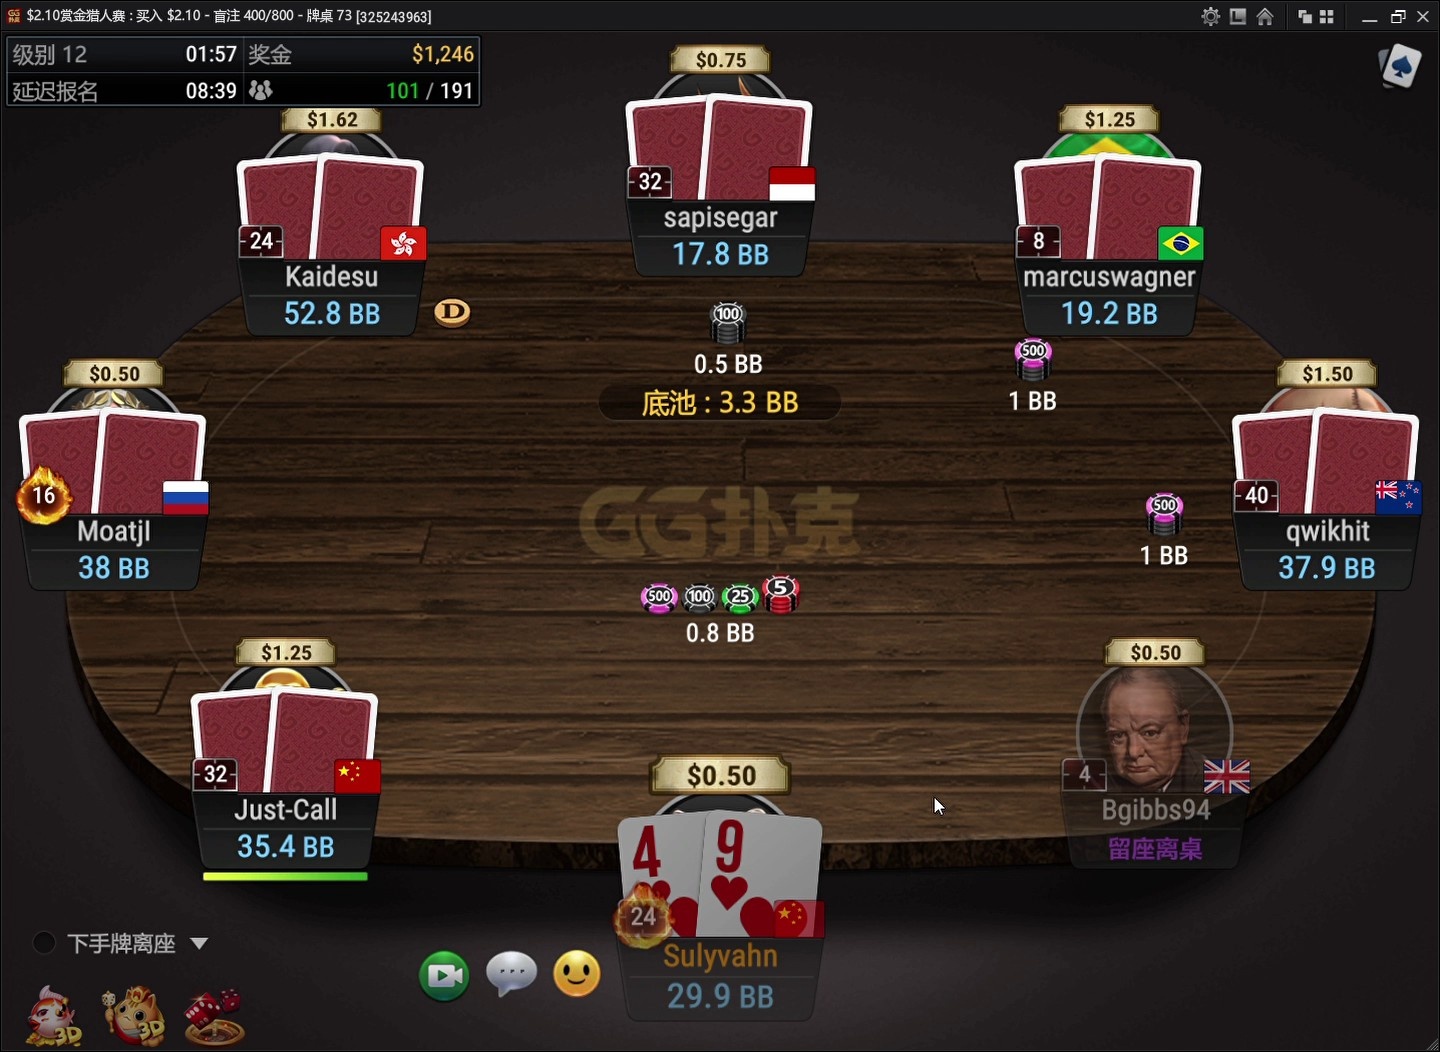 $2.10赏金猎人赛 : 买入 $2.10 - 盲注 400/800 - 牌桌 73 [325243963]
级别 12 01:57 奖金 $1,246
延迟报名 08:39 101 / 191
$0.75
32
sapisegar
17.8 BB
$1.62
24
Kaidesu
52.8 BB
D
$1.25
8
marcuswagner
19.2 BB
100
0.5 BB
500
1 BB
底池 : 3.3 BB
$0.50
16
Moatjl
38 BB
$1.50
40
qwikhit
37.9 BB
500
1 BB
GG扑克
500 100 25 5
0.8 BB
$1.25
32
Just-Call
35.4 BB
$0.50
4
Bgibbs94
留座离桌
$0.50
4 9
24
Sulyvahn
29.9 BB
下手牌离座
3D 3D